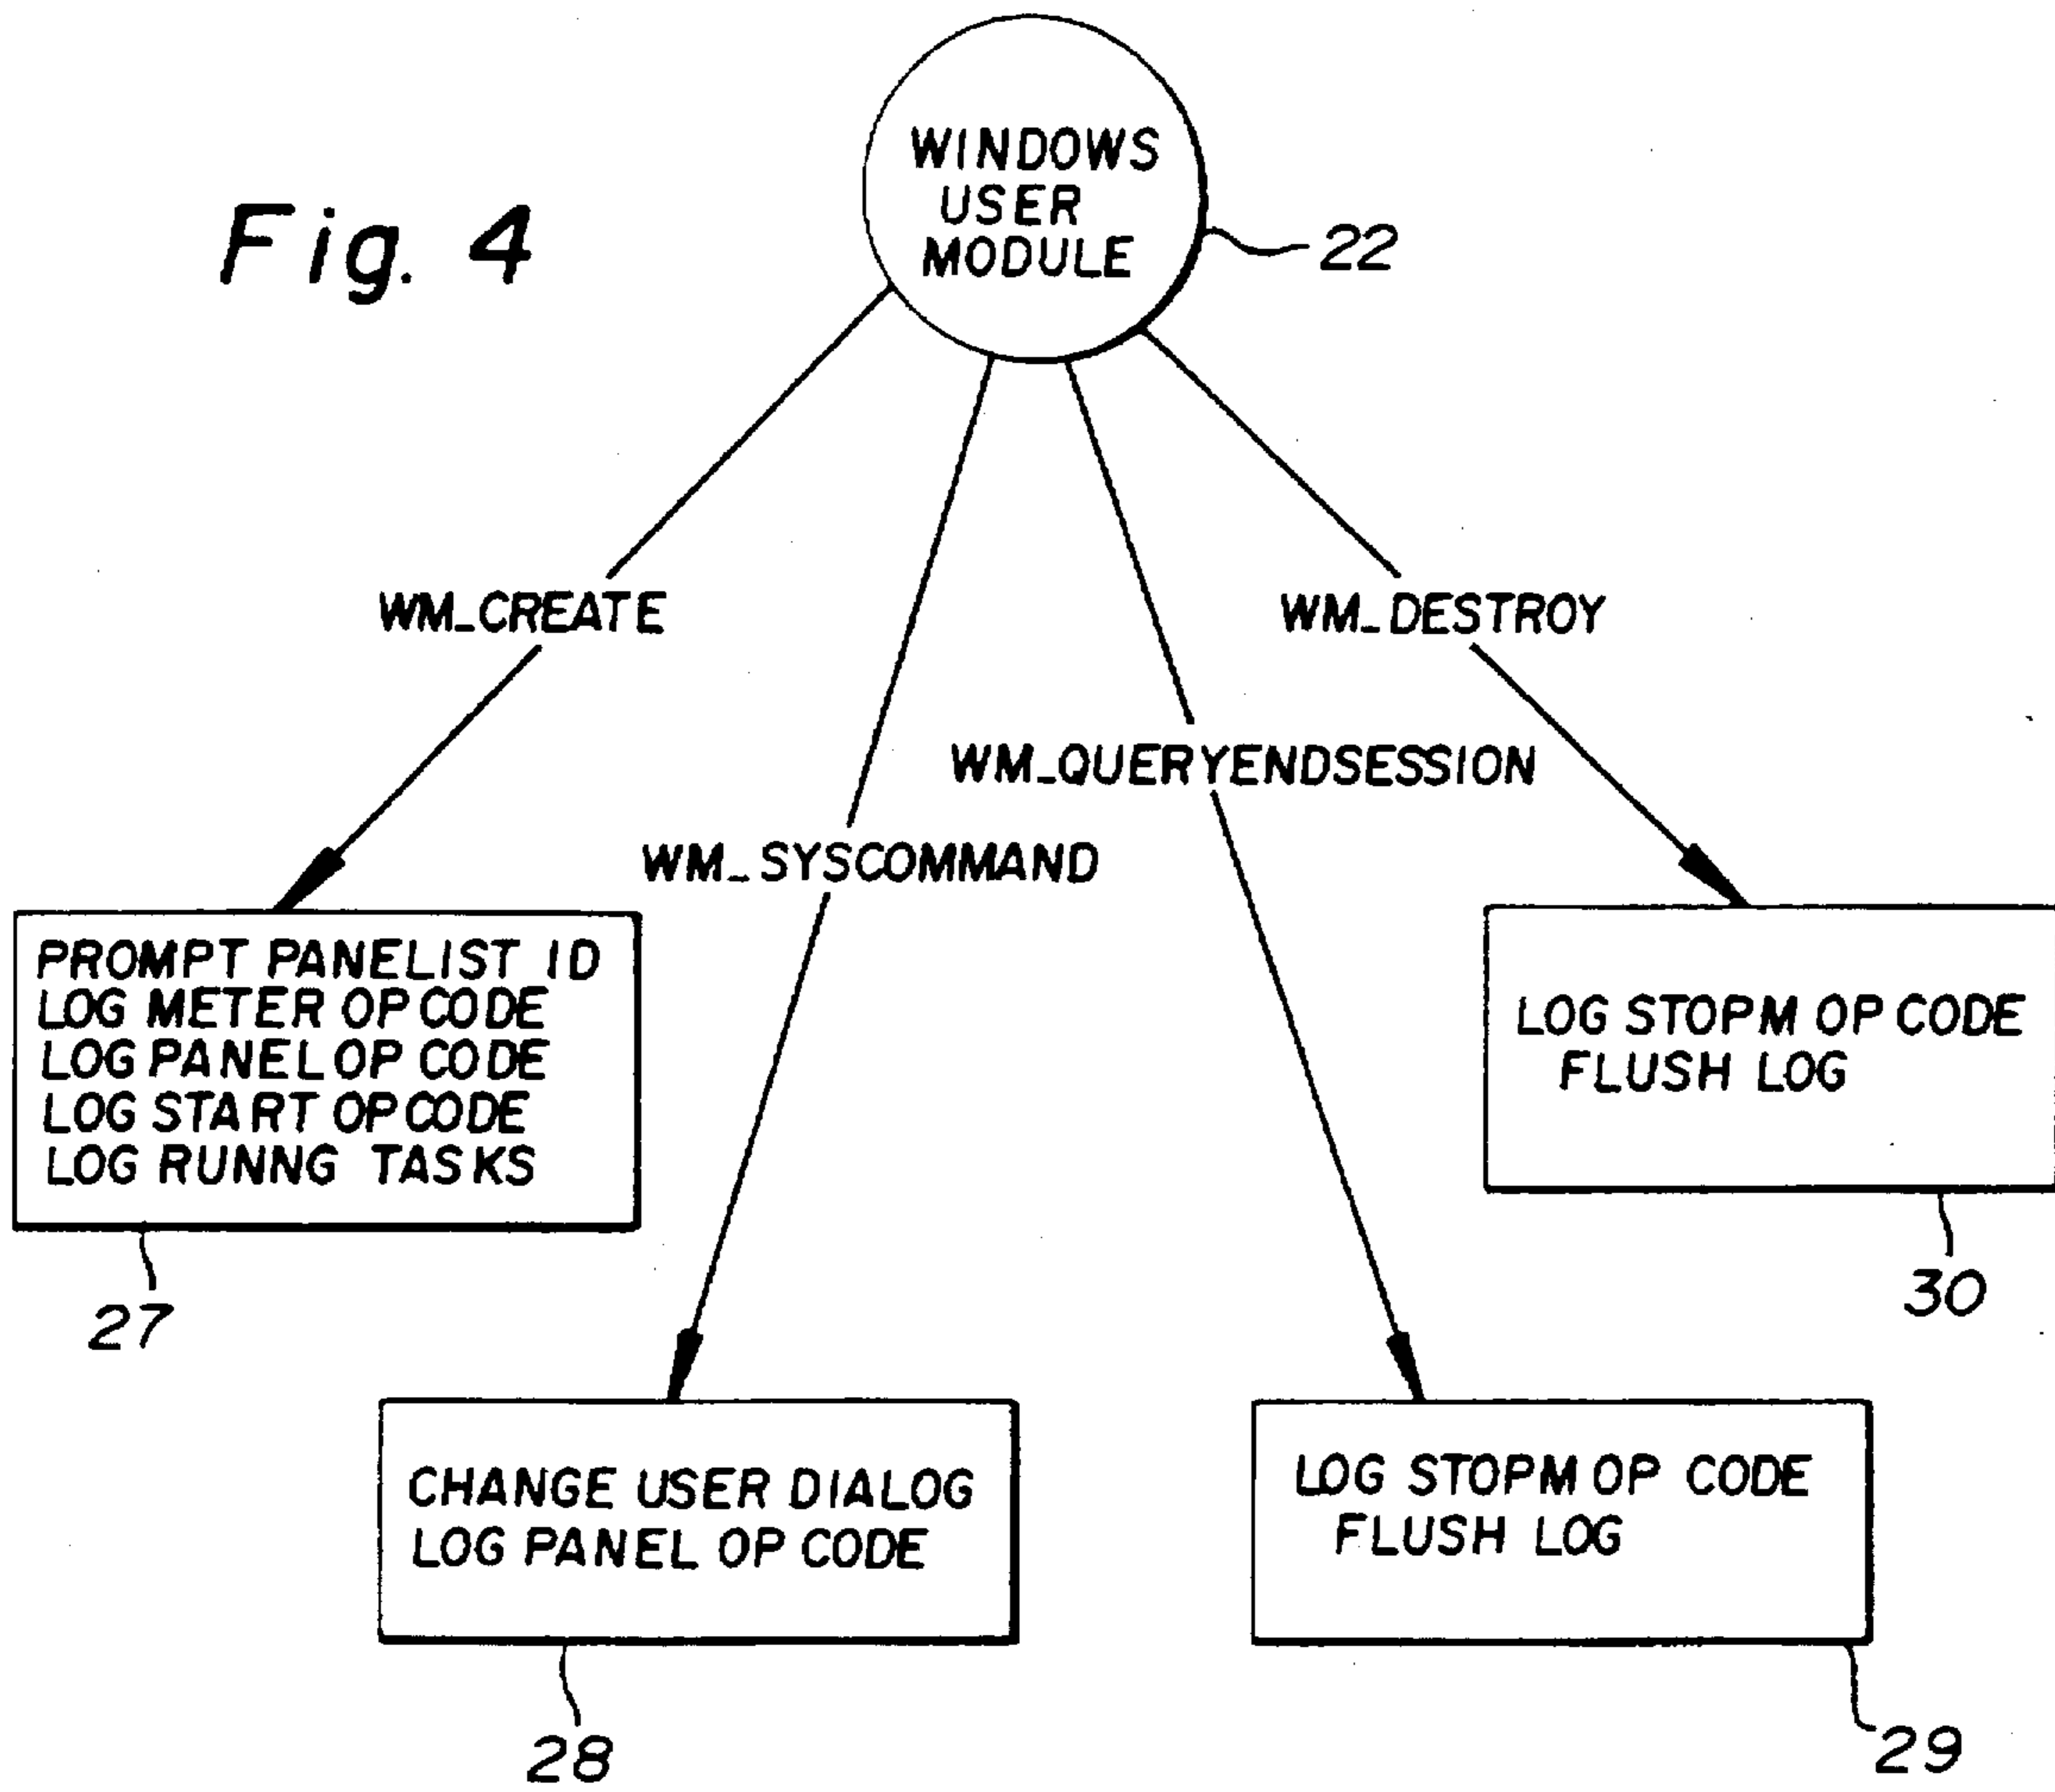 Fig. 4
WINDOWS
USER
MODULE
22
WM_CREATE
WM_DESTROY
WM_QUERYENDSESSION
WM_SYSCOMMAND
PROMPT PANELIST ID
LOG METER OP CODE
LOG PANEL OP CODE
LOG START OP CODE
LOG RUNNG TASKS
27
LOG STOPM OP CODE
FLUSH LOG
30
CHANGE USER DIALOG
LOG PANEL OP CODE
28
LOG STOPM OP CODE
FLUSH LOG
29